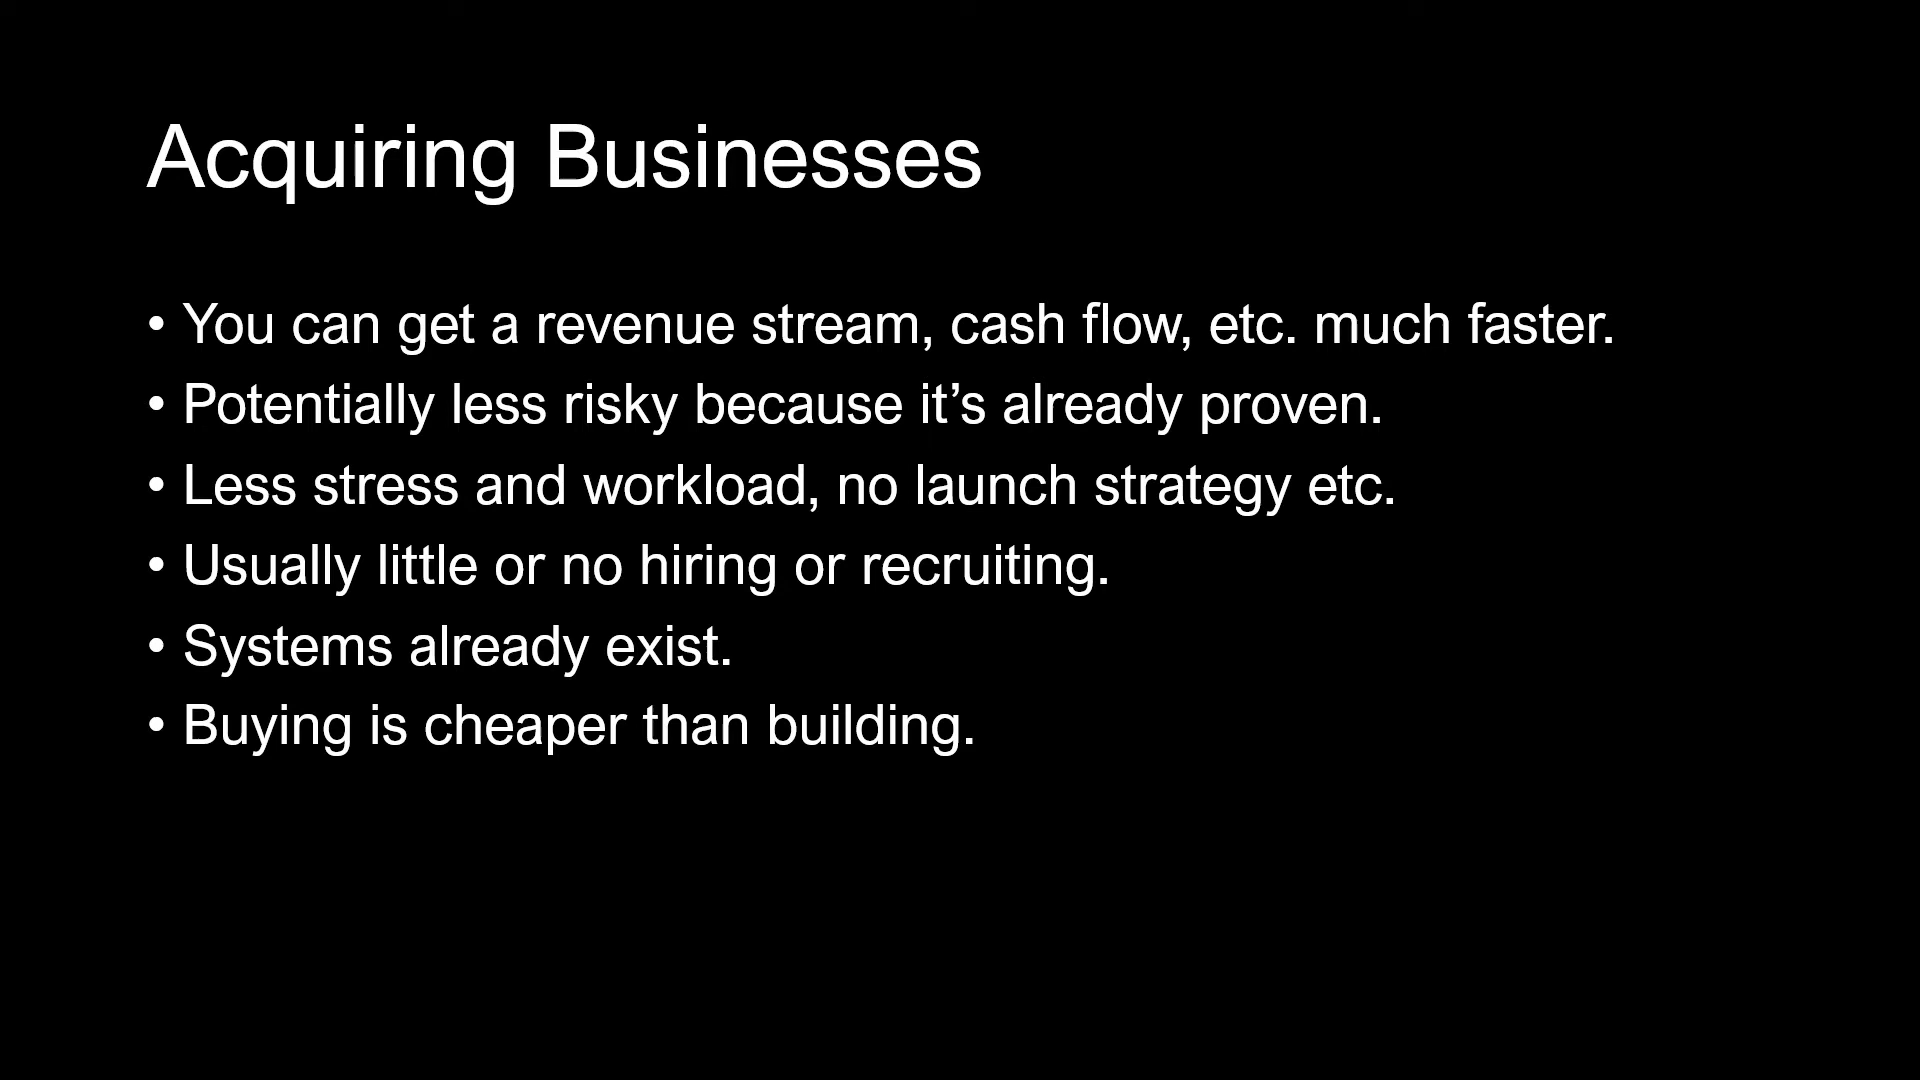 Acquiring Businesses
• You can get a revenue stream, cash flow, etc. much faster.
• Potentially less risky because it’s already proven.
• Less stress and workload, no launch strategy etc.
• Usually little or no hiring or recruiting.
• Systems already exist.
• Buying is cheaper than building.